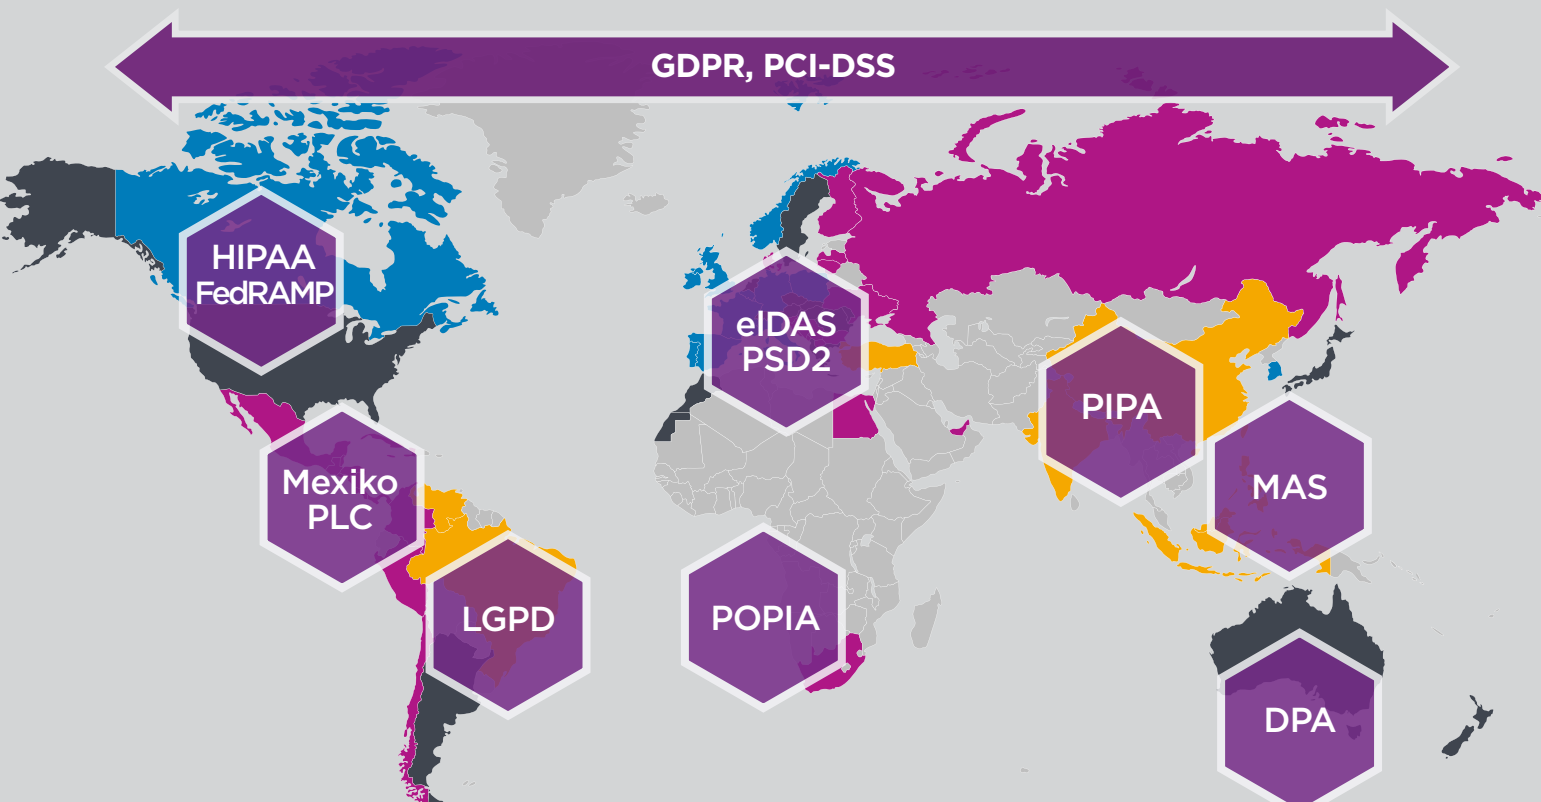 GDPR, PCI-DSS
HIPAA
FedRAMP
eIDAS
PSD2
PIPA
Mexiko
PLC
MAS
LGPD
POPIA
DPA